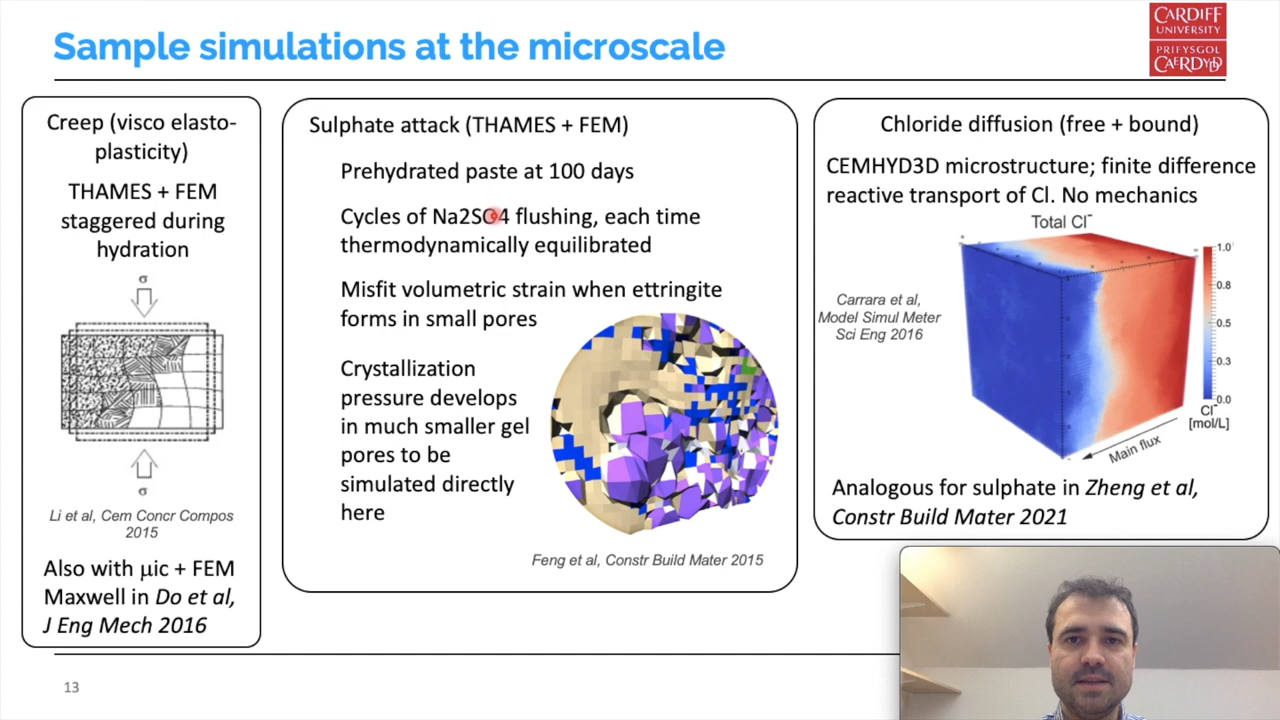 Sample simulations at the microscale
CARDIFF
UNIVERSITY
PRIFYSGOL
CAERDYDD
Creep (visco elasto-
plasticity)
THAMES + FEM
staggered during
hydration
σ
σ
Li et al, Cem Concr Compos
2015
Also with μic + FEM
Maxwell in Do et al,
J Eng Mech 2016
Sulphate attack (THAMES + FEM)
Prehydrated paste at 100 days
Cycles of Na2SO4 flushing, each time
thermodynamically equilibrated
Misfit volumetric strain when ettringite
forms in small pores
Crystallization
pressure develops
in much smaller gel
pores to be
simulated directly
here
Feng et al, Constr Build Mater 2015
Chloride diffusion (free + bound)
CEMHYD3D microstructure; finite difference
reactive transport of Cl. No mechanics
Total Cl⁻
Carrara et al,
Model Simul Meter
Sci Eng 2016
1.0
0.8
0.5
0.3
0.0
Cl⁻
[mol/L]
Main flux
Analogous for sulphate in Zheng et al,
Constr Build Mater 2021
13